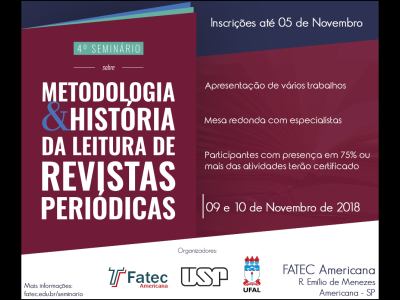 Inscrições até 05 de Novembro
4º SEMINÁRIO
sobre
METODOLOGIA
& HISTÓRIA
DA LEITURA DE
REVISTAS
PERIÓDICAS
Apresentação de vários trabalhos
Mesa redonda com especialistas
Participantes com presença em 75% ou
mais das atividades terão certificado
09 e 10 de Novembro de 2018
Organizadores:
Mais informações:
fatec.edu.br/seminario
Fatec
Americana
USP
UFAL
FATEC Americana
R. Emílio de Menezes
Americana - SP